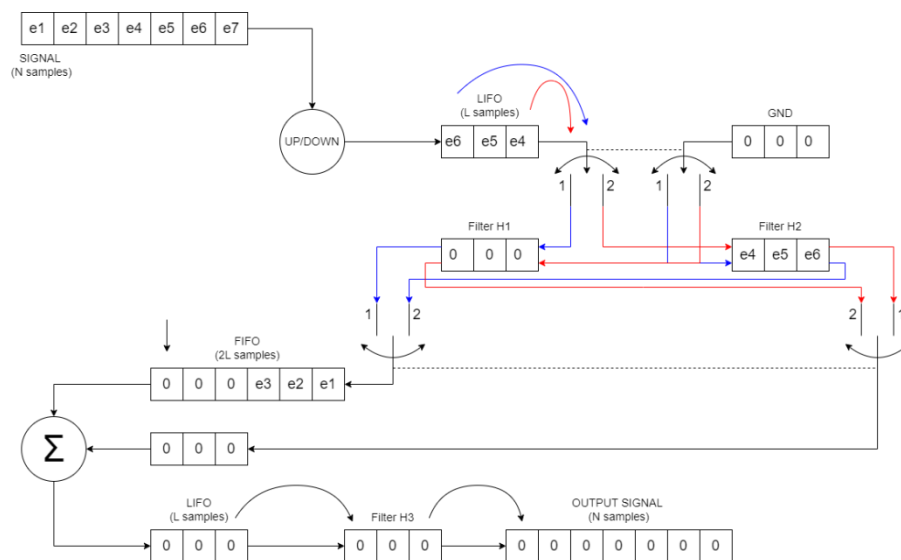 e1 e2 e3 e4 e5 e6 e7
SIGNAL
(N samples)
UP/DOWN
LIFO
(L samples)
e6 e5 e4
GND
0 0 0
1 2 1 2
Filter H1
0 0 0
Filter H2
e4 e5 e6
1 2 2 1
FIFO
(2L samples)
0 0 0 e3 e2 e1
Σ
0 0 0
LIFO
(L samples)
0 0 0
Filter H3
0 0 0
OUTPUT SIGNAL
(N samples)
0 0 0 0 0 0 0